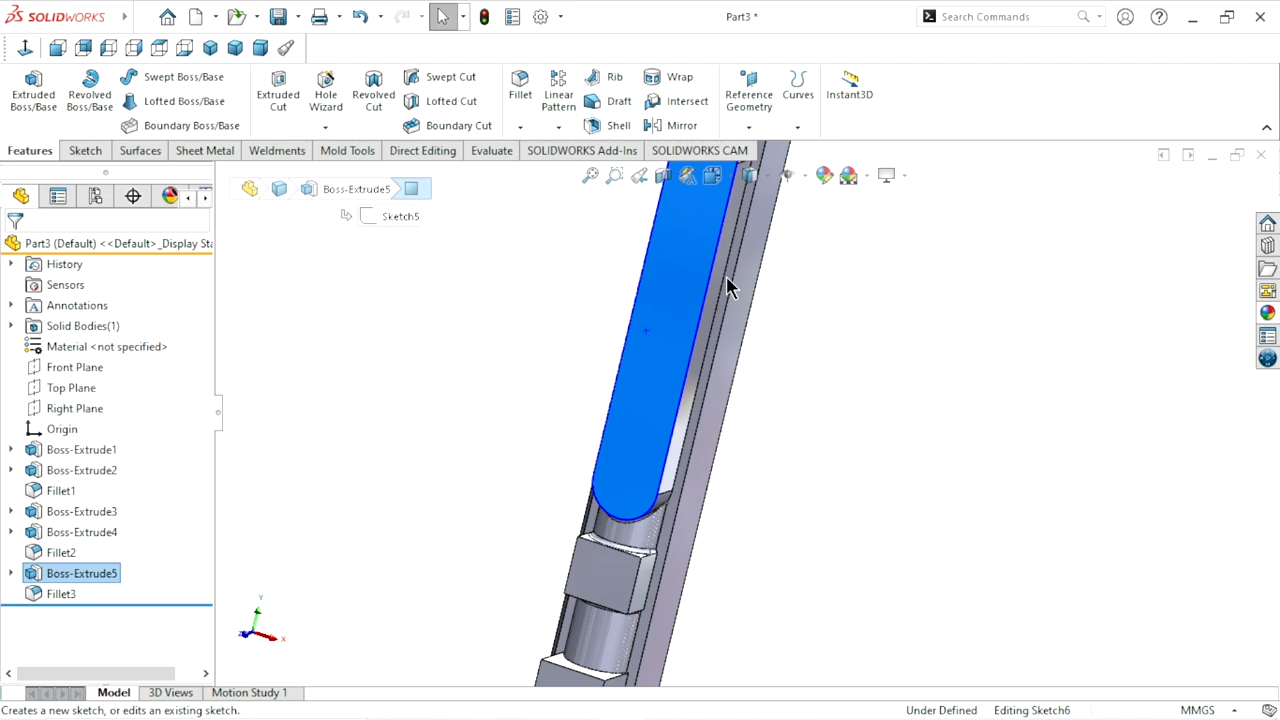 SOLIDWORKS
Part3 *
Search Commands
Extruded Boss/Base
Revolved Boss/Base
Swept Boss/Base
Lofted Boss/Base
Boundary Boss/Base
Extruded Cut
Hole Wizard
Revolved Cut
Swept Cut
Lofted Cut
Boundary Cut
Fillet
Linear Pattern
Rib
Draft
Shell
Wrap
Intersect
Mirror
Reference Geometry
Curves
Instant3D
Features
Sketch
Surfaces
Sheet Metal
Weldments
Mold Tools
Direct Editing
Evaluate
SOLIDWORKS Add-Ins
SOLIDWORKS CAM
Boss-Extrude5
Sketch5
Part3 (Default) <<Default>_Display Sta
History
Sensors
Annotations
Solid Bodies(1)
Material <not specified>
Front Plane
Top Plane
Right Plane
Origin
Boss-Extrude1
Boss-Extrude2
Fillet1
Boss-Extrude3
Boss-Extrude4
Fillet2
Boss-Extrude5
Fillet3
Y
Z
X
Model
3D Views
Motion Study 1
Creates a new sketch, or edits an existing sketch.
Under Defined
Editing Sketch6
MMGS